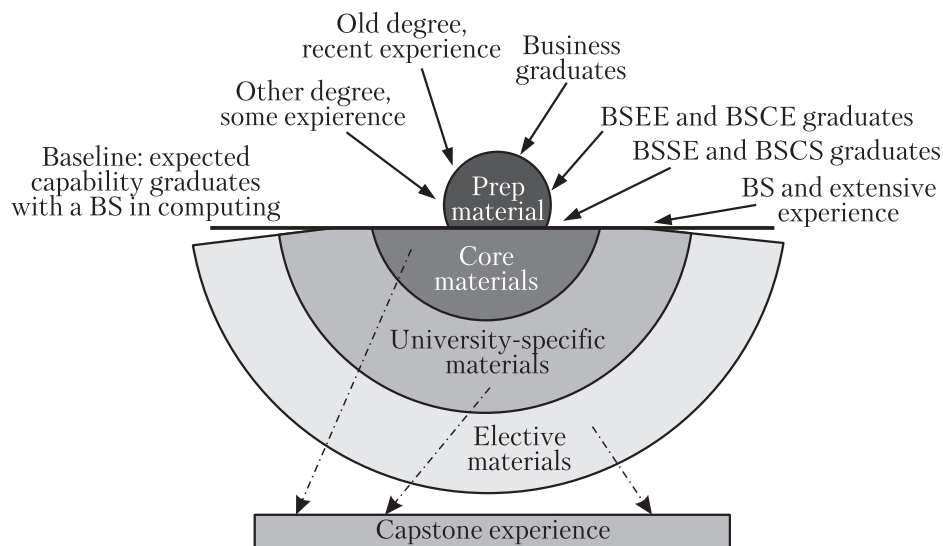 Old degree,
recent experience
Business
graduates
Other degree,
some expierence
BSEE and BSCE graduates
BSSE and BSCS graduates
Baseline: expected
capability graduates
with a BS in computing
BS and extensive
experience
Prep
material
Core
materials
University-specific
materials
Elective
materials
Capstone experience